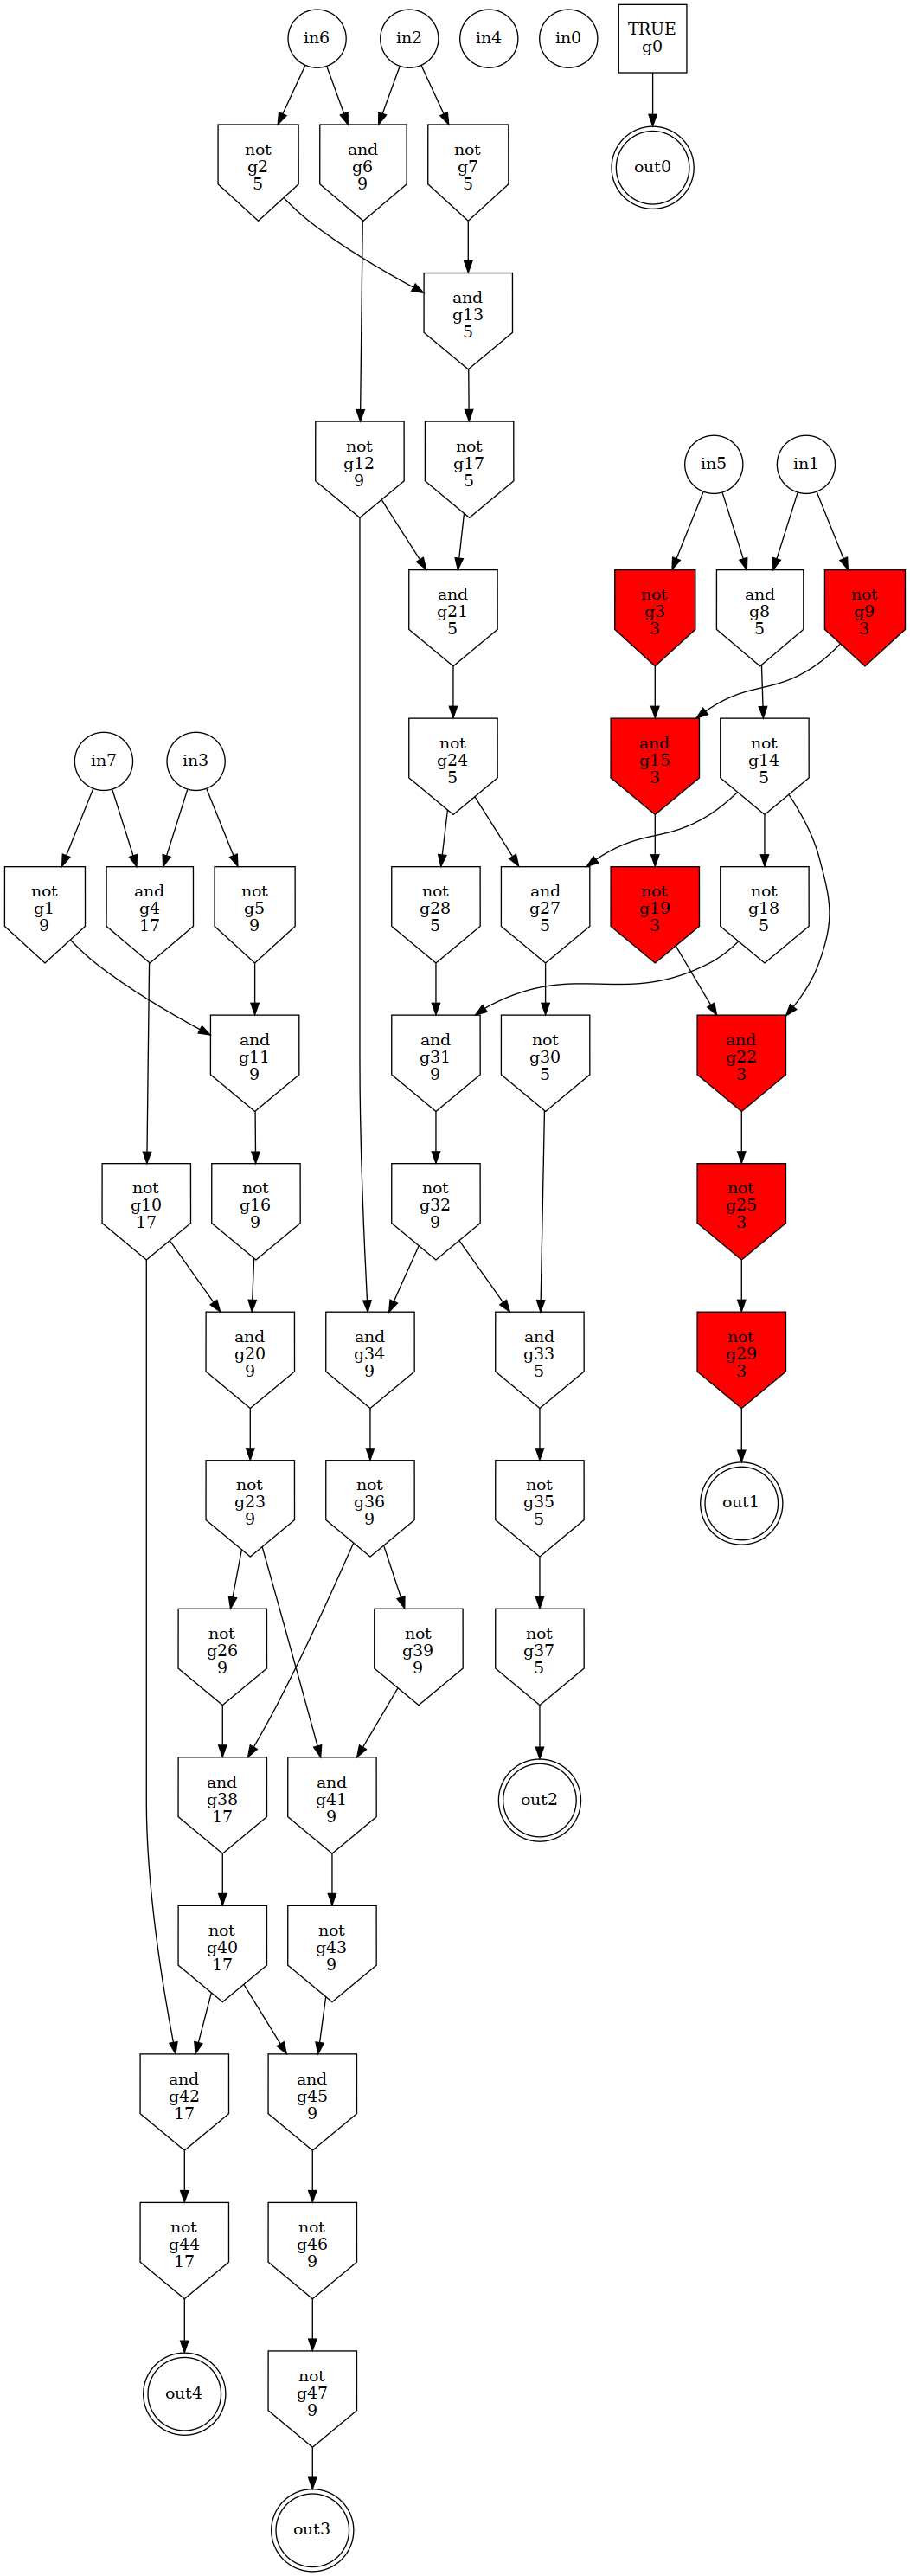 in6
in2
in4
in0
TRUE
g0
not
g2
5
and
g6
9
not
g7
5
out0
and
g13
5
not
g12
9
not
g17
5
in5
in1
and
g21
5
not
g3
3
and
g8
5
not
g9
3
in7
in3
not
g24
5
and
g15
3
not
g14
5
not
g1
9
and
g4
17
not
g5
9
not
g28
5
and
g27
5
not
g19
3
not
g18
5
and
g11
9
and
g31
9
not
g30
5
and
g22
3
not
g10
17
not
g16
9
not
g32
9
not
g25
3
and
g20
9
and
g34
9
and
g33
5
not
g29
3
not
g23
9
not
g36
9
not
g35
5
out1
not
g26
9
not
g39
9
not
g37
5
and
g38
17
and
g41
9
out2
not
g40
17
not
g43
9
and
g42
17
and
g45
9
not
g44
17
not
g46
9
out4
not
g47
9
out3